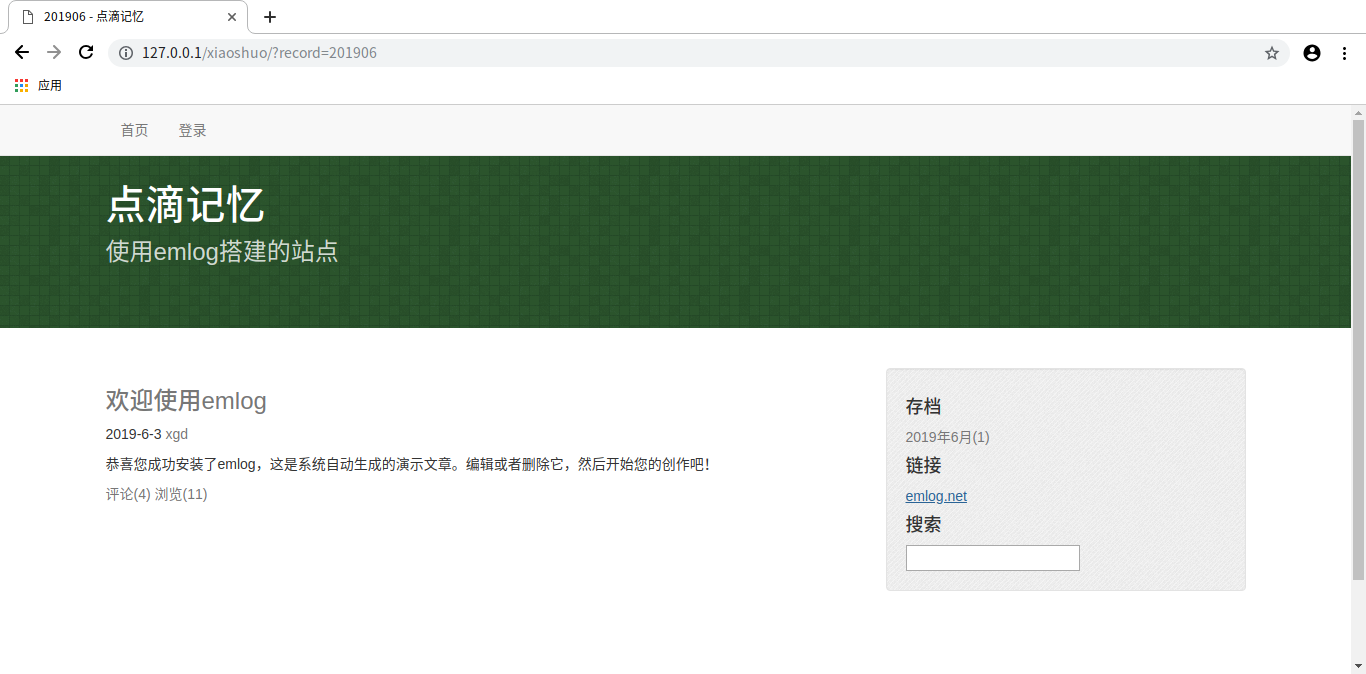 201906 - 点滴记忆
127.0.0.1/xiaoshuo/?record=201906
应用
首页 登录
点滴记忆
使用emlog搭建的站点
欢迎使用emlog
2019-6-3 xgd
恭喜您成功安装了emlog，这是系统自动生成的演示文章。编辑或者删除它，然后开始您的创作吧！
评论(4) 浏览(11)
存档
2019年6月(1)
链接
emlog.net
搜索